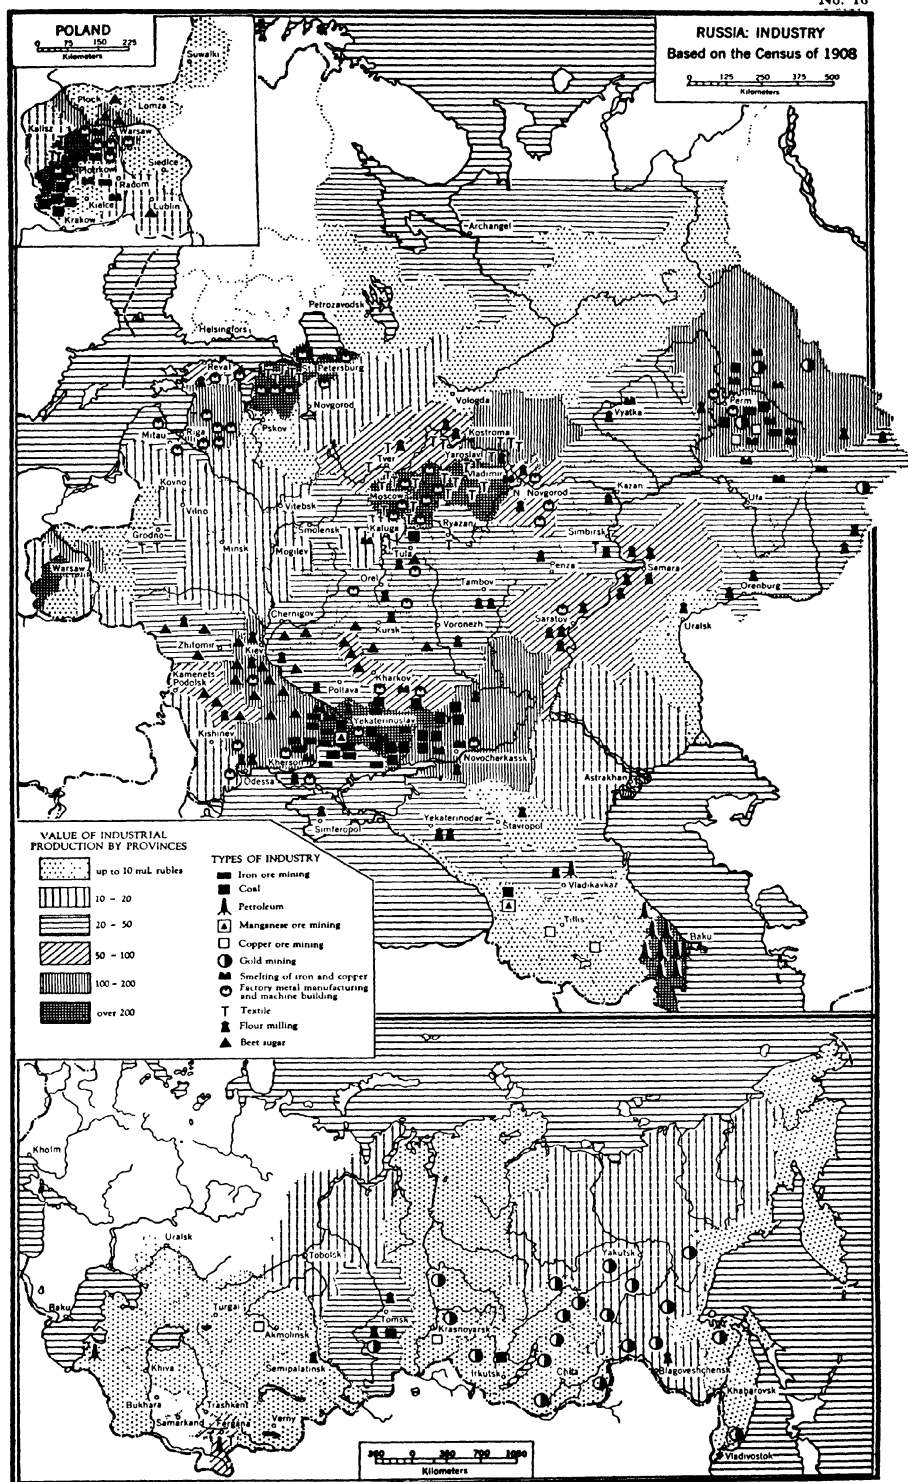 No. 16
POLAND
0 75 150 225
Kilometers
RUSSIA: INDUSTRY
Based on the Census of 1908
0 125 250 375 500
Kilometers
Suwalki
Plock
Lomza
Kalisz
Warsaw
Siedlce
Piotrkow
Radom
Kielce
Lublin
Krakow
Archangel
Petrozavodsk
Helsingfors
Reval
St. Petersburg
Novgorod
Vologda
Vyatka
Perm
Pskov
Riga
Mitau
Kostroma
Yaroslavl
Tver
Vladimir
Moscow
N Novgorod
Kazan
Ufa
Kovno
Vilno
Vitebsk
Smolensk
Kaluga
Ryazan
Simbirsk
Grodno
Minsk
Mogilev
Tula
Penza
Samara
Warsaw
Orel
Tambov
Orenburg
Chernigov
Kursk
Voronezh
Saratov
Uralsk
Zhitomir
Kiev
Kamenets
Podolsk
Poltava
Kharkov
Kishinev
Yekaterinoslav
Kherson
Novocherkassk
Odessa
Astrakhan
Simferopol
Yekaterinodar
Stavropol
Vladikavkaz
Tiflis
Baku
VALUE OF INDUSTRIAL
PRODUCTION BY PROVINCES
up to 10 mil. rubles
10 - 20
20 - 50
50 - 100
100 - 200
over 200
TYPES OF INDUSTRY
Iron ore mining
Coal
Petroleum
Manganese ore mining
Copper ore mining
Gold mining
Smelting of iron and copper
Factory metal manufacturing
and machine building
Textile
Flour milling
Beet sugar
Kholm
Uralsk
Tobolsk
Yakutsk
Baku
Turgai
Akmolinsk
Tomsk
Krasnoyarsk
Khiva
Semipalatinsk
Irkutsk
Chita
Blagoveshchensk
Bukhara
Trashkent
Samarkand
Fergana
Verny
Khabarovsk
Vladivostok
350 0 350 700 1050
Kilometers